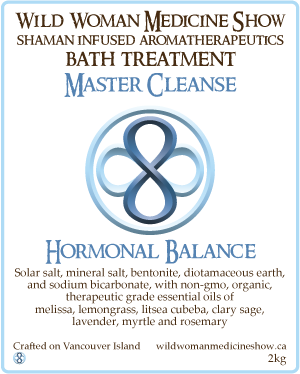 Wild Woman Medicine Show
Shaman Infused Aromatherapeutics
Bath Treatment
Master Cleanse
Hormonal Balance
Solar salt, mineral salt, bentonite, diotamaceous earth,
and sodium bicarbonate, with non-gmo, organic,
therapeutic grade essential oils of
melissa, lemongrass, litsea cubeba, clary sage,
lavender, myrtle and rosemary
Crafted on Vancouver Island wildwomanmedicineshow.ca
2kg